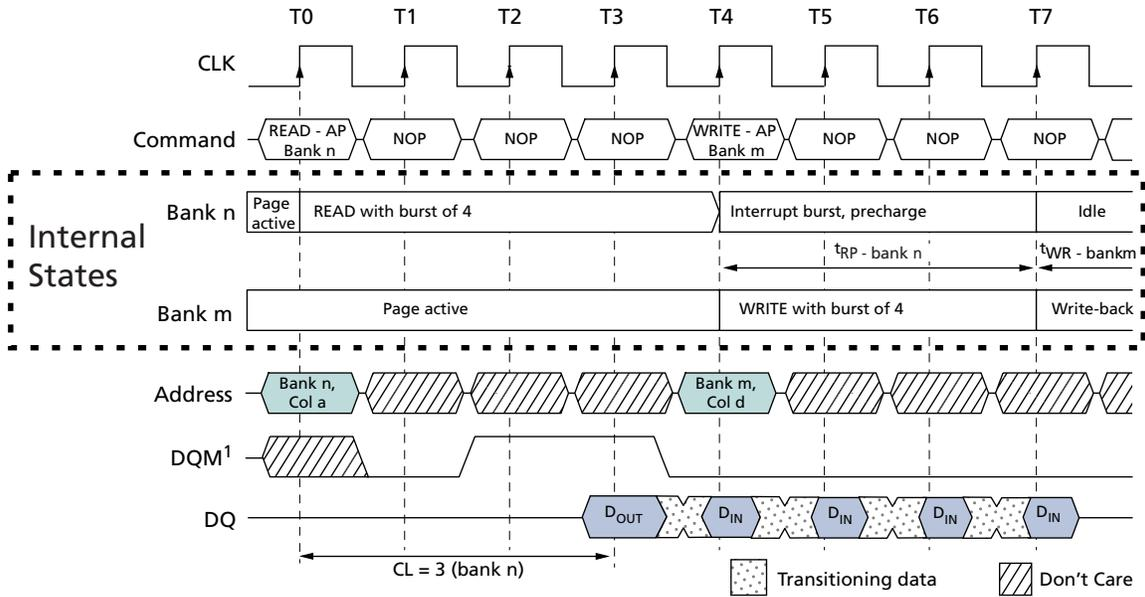 T0 T1 T2 T3 T4 T5 T6 T7
CLK
Command
READ - AP
Bank n
NOP
NOP
NOP
WRITE - AP
Bank m
NOP
NOP
NOP
Internal
States
Bank n
Page
active
READ with burst of 4
Interrupt burst, precharge
Idle
tRP - bank n
tWR - bankm
Bank m
Page active
WRITE with burst of 4
Write-back
Address
Bank n,
Col a
Bank m,
Col d
DQM1
DQ
DOUT
DIN
DIN
DIN
DIN
CL = 3 (bank n)
Transitioning data
Don't Care